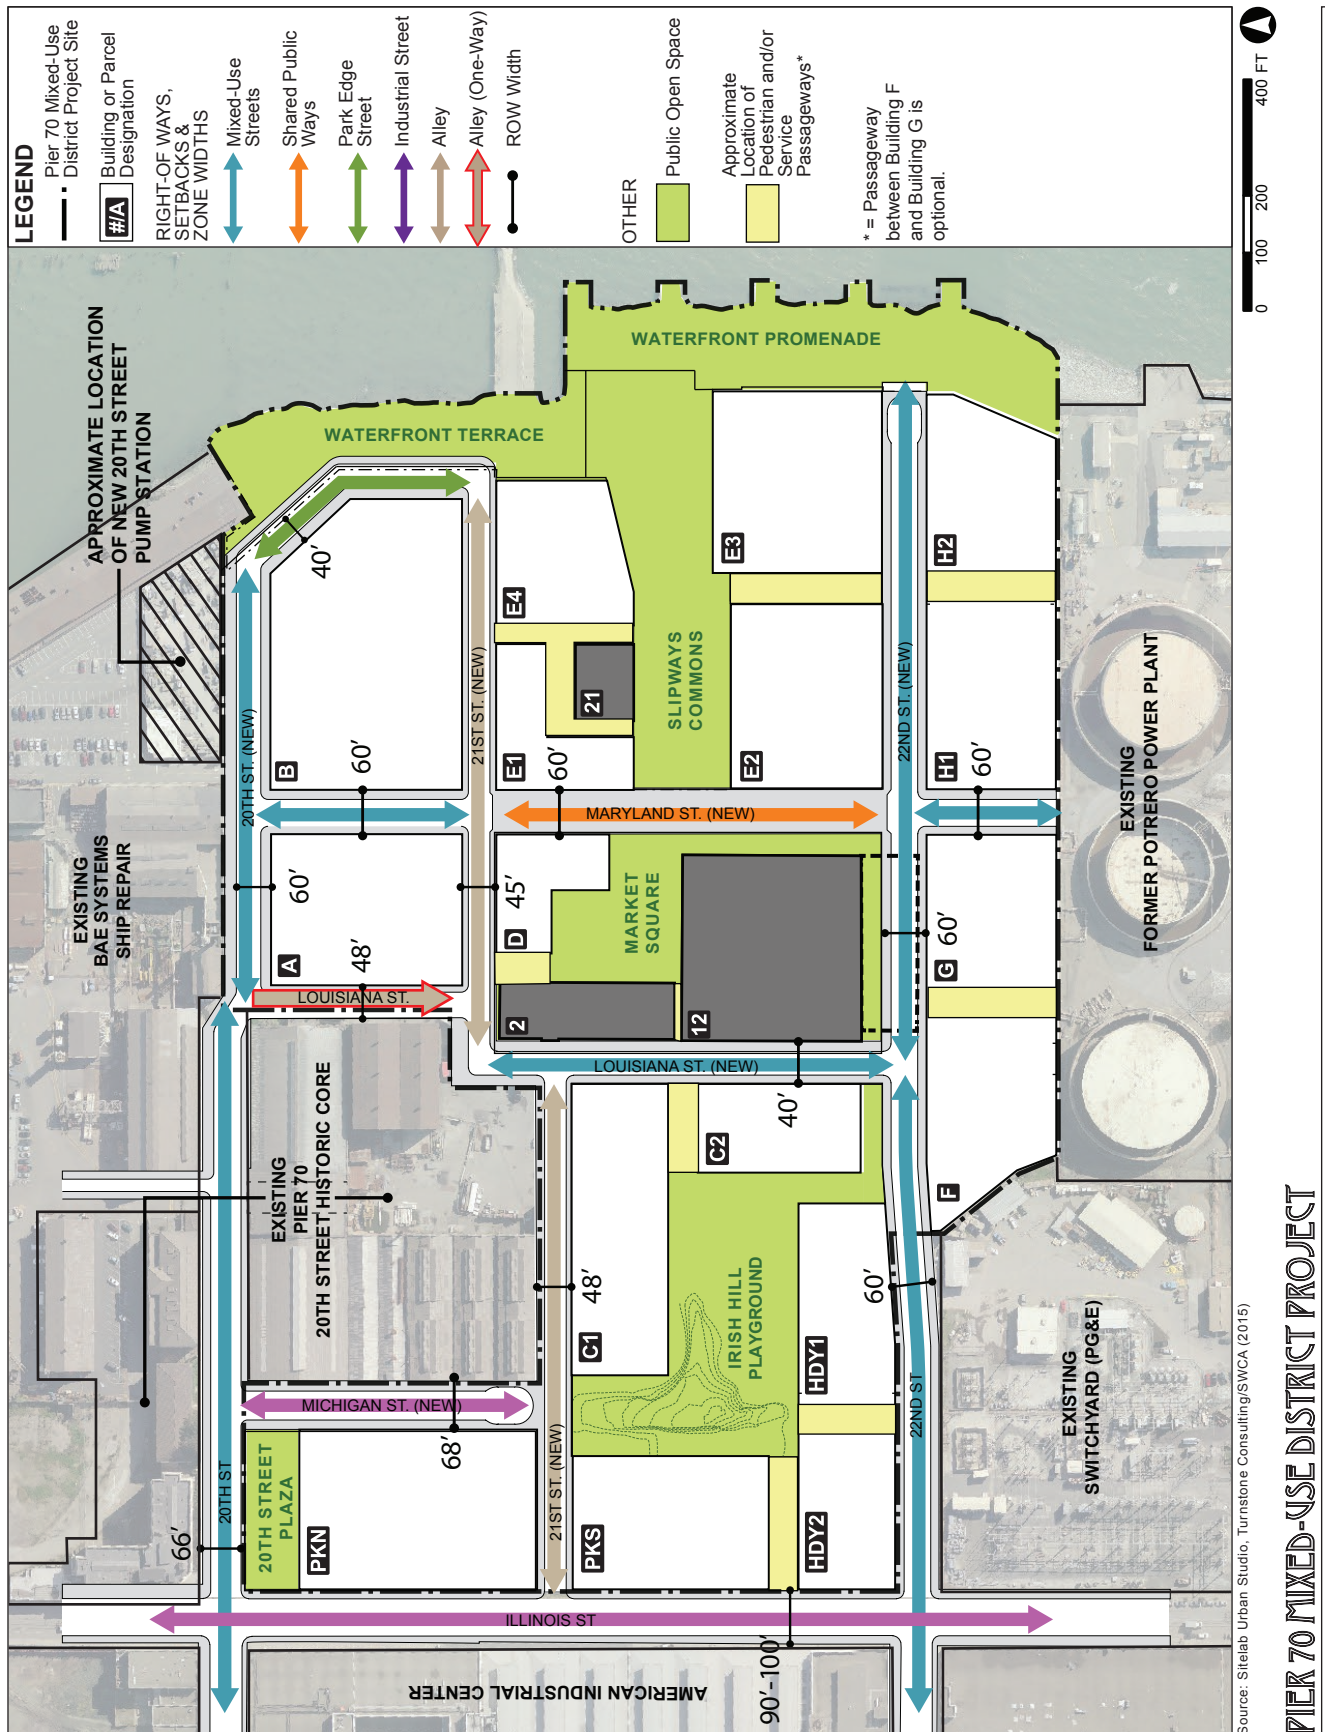 LEGEND
Pier 70 Mixed-Use
District Project Site
#/A
Building or Parcel
Designation
RIGHT-OF WAYS,
SETBACKS &
ZONE WIDTHS
Mixed-Use
Streets
Shared Public
Ways
Park Edge
Street
Industrial Street
Alley
Alley (One-Way)
ROW Width
OTHER
Public Open Space
Approximate
Location of
Pedestrian and/or
Service
Passageways*
* = Passageway
between Building F
and Building G is
optional.
0
100
200
400 FT
APPROXIMATE LOCATION
OF NEW 20TH STREET
PUMP STATION
EXISTING
BAE SYSTEMS
SHIP REPAIR
EXISTING
PIER 70
20TH STREET HISTORIC CORE
WATERFRONT TERRACE
WATERFRONT PROMENADE
SLIPWAYS
COMMONS
MARKET
SQUARE
IRISH HILL
PLAYGROUND
20TH STREET
PLAZA
20TH ST
20TH ST. (NEW)
21ST ST. (NEW)
21ST ST. (NEW)
22ND ST
22ND ST. (NEW)
LOUISIANA ST.
LOUISIANA ST. (NEW)
MARYLAND ST. (NEW)
MICHIGAN ST. (NEW)
ILLINOIS ST
A
B
C1
C2
D
E1
E2
E3
E4
F
G
H1
H2
HDY1
HDY2
PKN
PKS
2
12
21
40'
60'
60'
48'
45'
60'
60'
60'
40'
48'
60'
68'
66'
90'-100'
EXISTING
FORMER POTRERO POWER PLANT
EXISTING
SWITCHYARD (PG&E)
AMERICAN INDUSTRIAL CENTER
Source: Sitelab Urban Studio, Turnstone Consulting/SWCA (2015)
PIER 70 MIXED-USE DISTRICT PROJECT